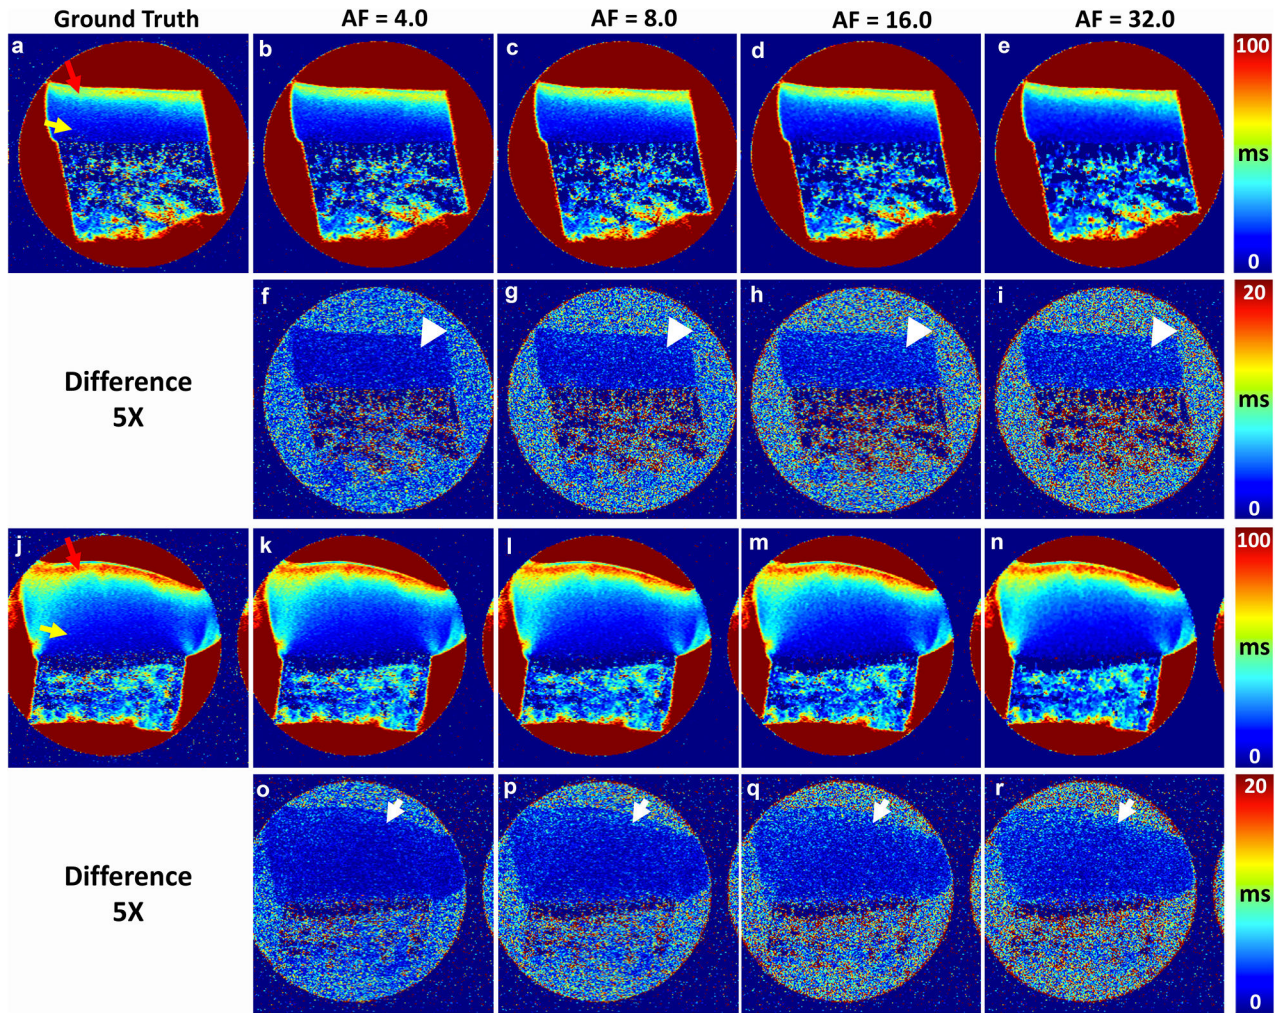 Ground Truth
AF = 4.0
AF = 8.0
AF = 16.0
AF = 32.0
a
b
c
d
e
100
ms
0
Difference
5X
f
g
h
i
20
ms
0
j
k
l
m
n
100
ms
0
Difference
5X
o
p
q
r
20
ms
0